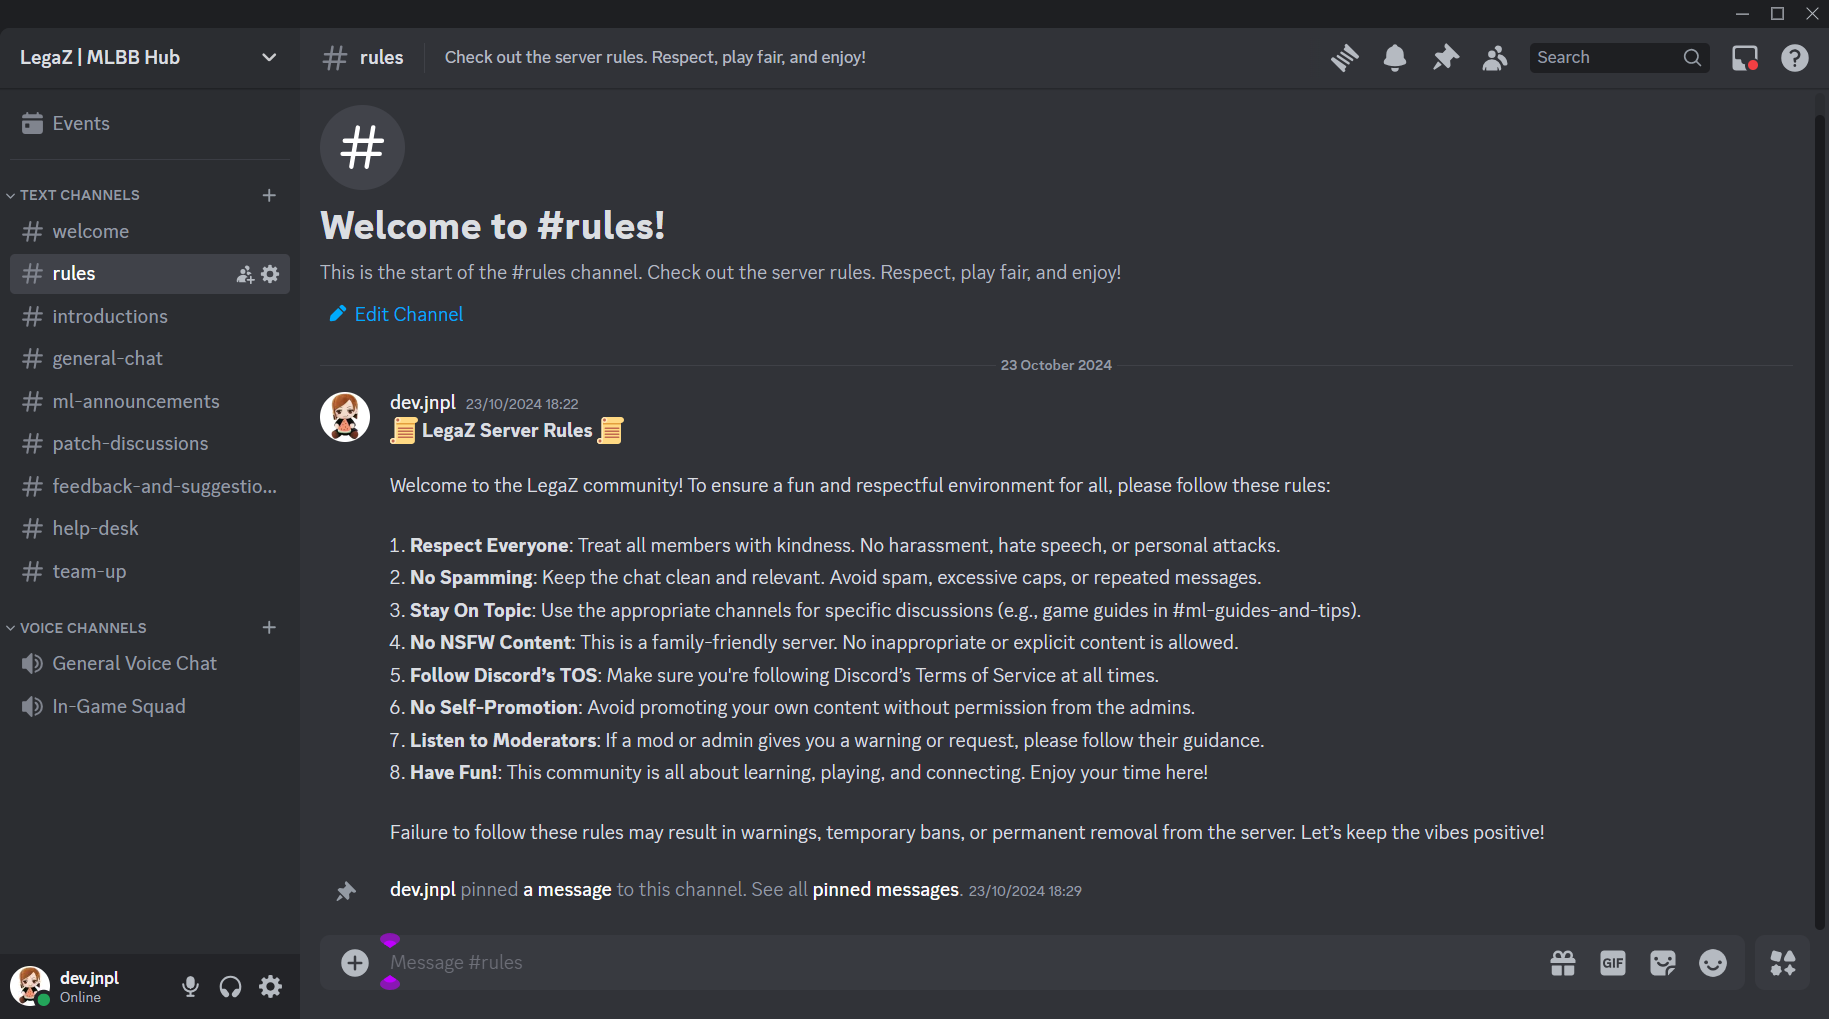 LegaZ | MLBB Hub
Events
TEXT CHANNELS
welcome
rules
introductions
general-chat
ml-announcements
patch-discussions
feedback-and-suggestio...
help-desk
team-up
VOICE CHANNELS
General Voice Chat
In-Game Squad
dev.jnpl
Online
rules
Check out the server rules. Respect, play fair, and enjoy!
Search
Welcome to #rules!
This is the start of the #rules channel. Check out the server rules. Respect, play fair, and enjoy!
Edit Channel
23 October 2024
dev.jnpl 23/10/2024 18:22
LegaZ Server Rules
Welcome to the LegaZ community! To ensure a fun and respectful environment for all, please follow these rules:
1. Respect Everyone: Treat all members with kindness. No harassment, hate speech, or personal attacks.
2. No Spamming: Keep the chat clean and relevant. Avoid spam, excessive caps, or repeated messages.
3. Stay On Topic: Use the appropriate channels for specific discussions (e.g., game guides in #ml-guides-and-tips).
4. No NSFW Content: This is a family-friendly server. No inappropriate or explicit content is allowed.
5. Follow Discord’s TOS: Make sure you're following Discord’s Terms of Service at all times.
6. No Self-Promotion: Avoid promoting your own content without permission from the admins.
7. Listen to Moderators: If a mod or admin gives you a warning or request, please follow their guidance.
8. Have Fun!: This community is all about learning, playing, and connecting. Enjoy your time here!
Failure to follow these rules may result in warnings, temporary bans, or permanent removal from the server. Let’s keep the vibes positive!
dev.jnpl pinned a message to this channel. See all pinned messages. 23/10/2024 18:29
Message #rules
GIF